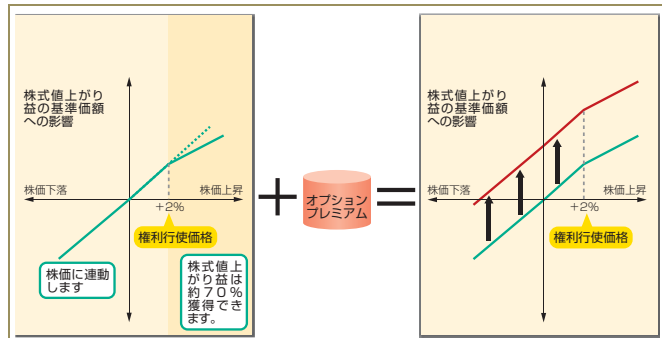 株式値上がり
益の基準価額
への影響
株価下落
株価上昇
+2%
権利行使価格
株価に連動
します
株式値上
がり益は
約70%
獲得でき
ます。
+
オプション
プレミアム
=
株式値上がり
益の基準価額
への影響
株価下落
株価上昇
+2%
権利行使価格